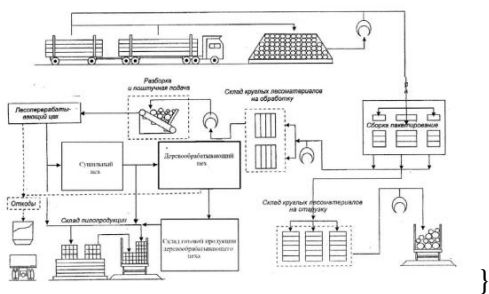 Разборка
и поштучная подача
Склад круглых лесоматериалов
на обработку
Лесоперерабаты-
вающий цех
Сборка пакетирование
Сушильный
цех
Деревообрабатывающий
цех
Отходы
Склад пилопродукции
Склад готовой продукции
деревообрабатывающего
цеха
Склад круглых лесоматериалов
на отгрузку
}